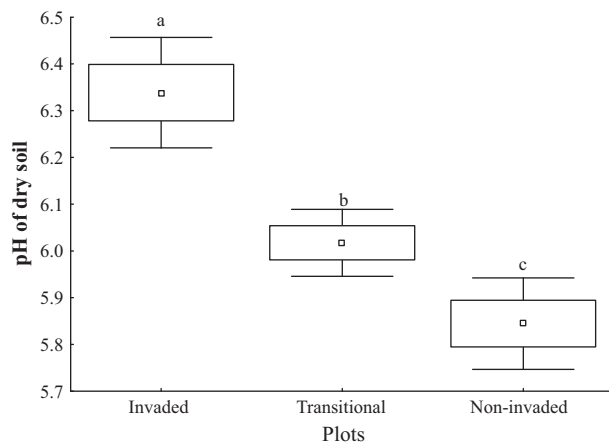 6.5
6.4
6.3
6.2
6.1
6.0
5.9
5.8
5.7
pH of dry soil
a
b
c
Invaded Transitional Non-invaded
Plots